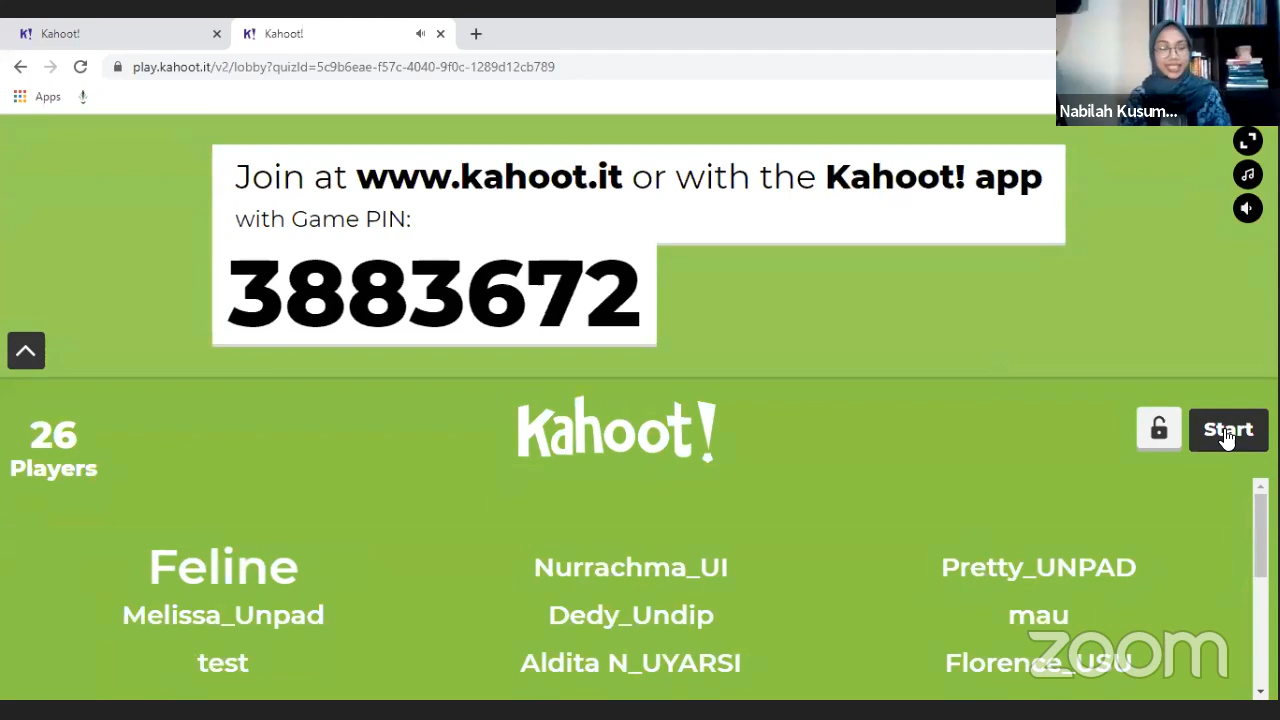 Kahoot!
Kahoot!
play.kahoot.it/v2/lobby?quizId=5c9b6eae-f57c-4040-9f0c-1289d12cb789
Apps
Nabilah Kusum...
Join at www.kahoot.it or with the Kahoot! app
with Game PIN:
3883672
26
Players
Kahoot!
Start
Feline
Nurrachma_UI
Pretty_UNPAD
Melissa_Unpad
Dedy_Undip
mau
test
Aldita N_UYARSI
Florence_USU
zoom